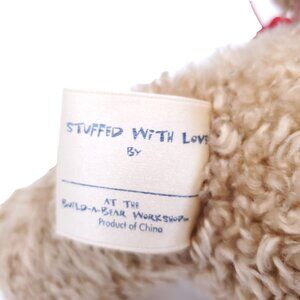 STUFFED WITH LOVE
BY
AT THE
BUILD-A-BEAR WORKSHOP
Product of China